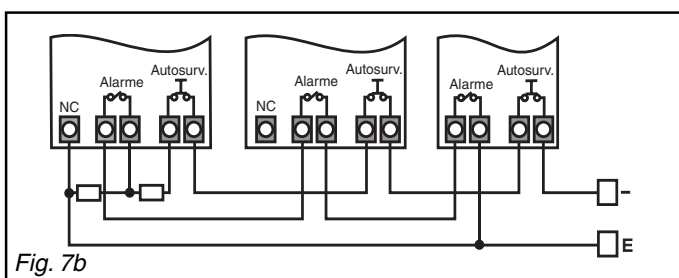 Alarme
Autosurv.
NC
Alarme
Autosurv.
NC
Alarme
Autosurv.
-
E
Fig. 7b